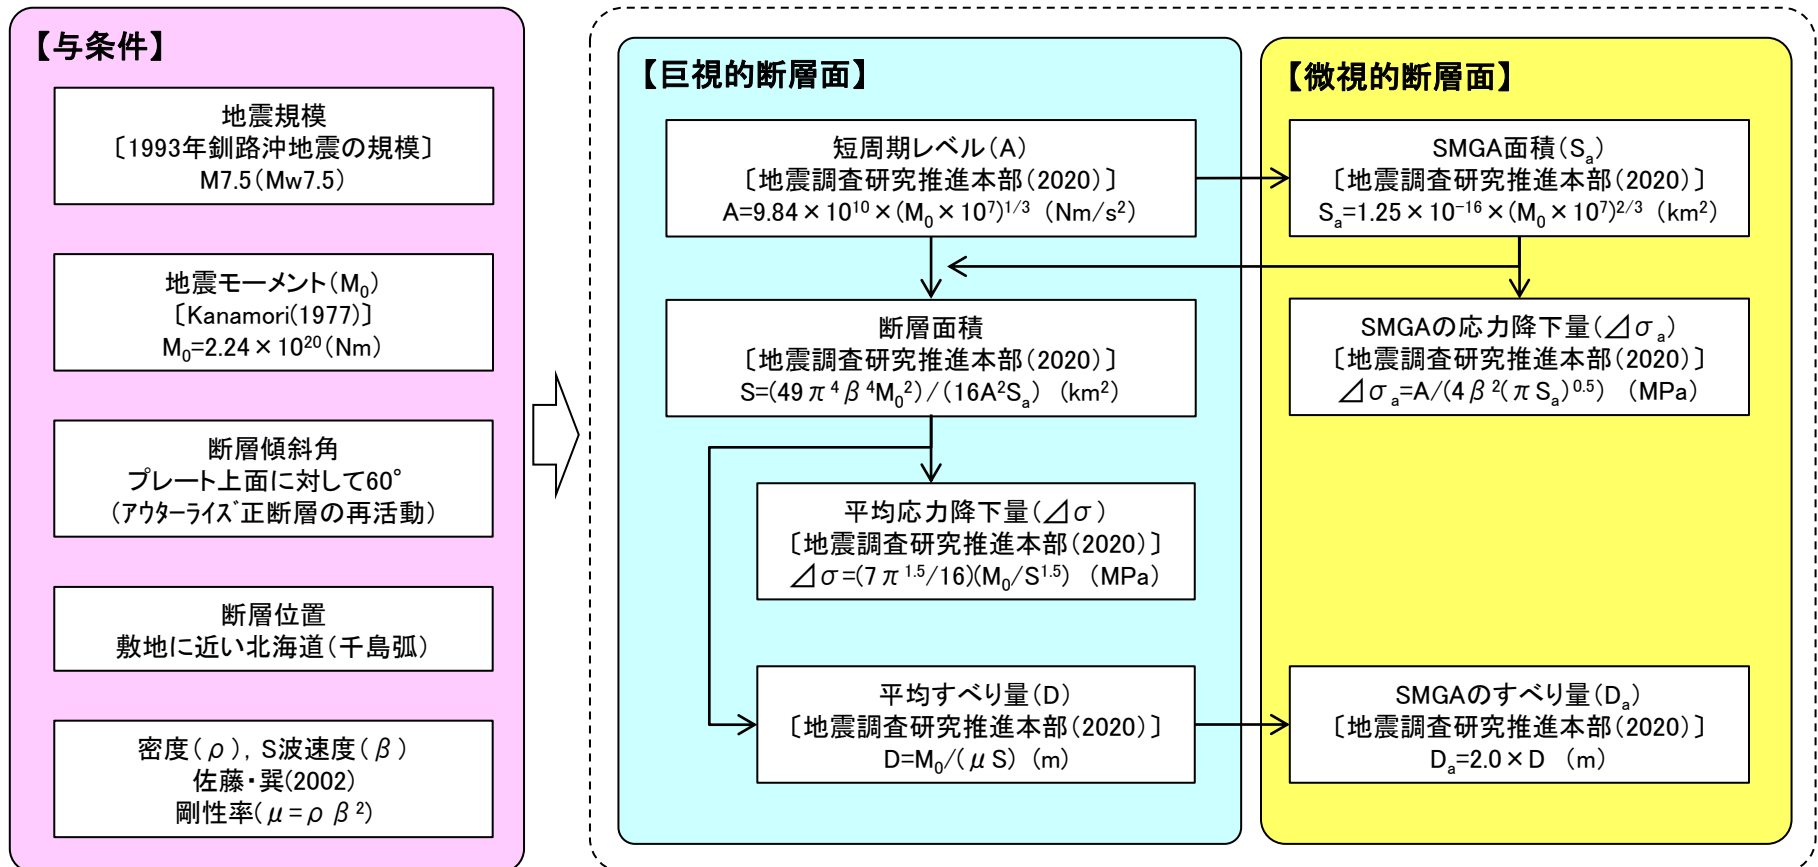 【与条件】
地震規模
〔1993年釧路沖地震の規模〕
M7.5(Mw7.5)
地震モーメント(M₀)
〔Kanamori(1977)〕
M₀=2.24×10²⁰(Nm)
断層傾斜角
プレート上面に対して60°
(アウターライズ正断層の再活動)
断層位置
敷地に近い北海道(千島弧)
密度(ρ), S波速度(β)
佐藤・巽(2002)
剛性率(μ=ρβ²)
【巨視的断層面】
短周期レベル(A)
〔地震調査研究推進本部(2020)〕
A=9.84×10¹⁰×(M₀×10⁷)¹/³ (Nm/s²)
断層面積
〔地震調査研究推進本部(2020)〕
S=(49π⁴β⁴M₀²)/(16A²Sₐ) (km²)
平均応力降下量(⊿σ)
〔地震調査研究推進本部(2020)〕
⊿σ=(7π¹·⁵/16)(M₀/S¹·⁵) (MPa)
平均すべり量(D)
〔地震調査研究推進本部(2020)〕
D=M₀/(μS) (m)
【微視的断層面】
SMGA面積(Sₐ)
〔地震調査研究推進本部(2020)〕
Sₐ=1.25×10⁻¹⁶×(M₀×10⁷)²/³ (km²)
SMGAの応力降下量(⊿σₐ)
〔地震調査研究推進本部(2020)〕
⊿σₐ=A/(4β²(πSₐ)⁰·⁵) (MPa)
SMGAのすべり量(Dₐ)
〔地震調査研究推進本部(2020)〕
Dₐ=2.0×D (m)